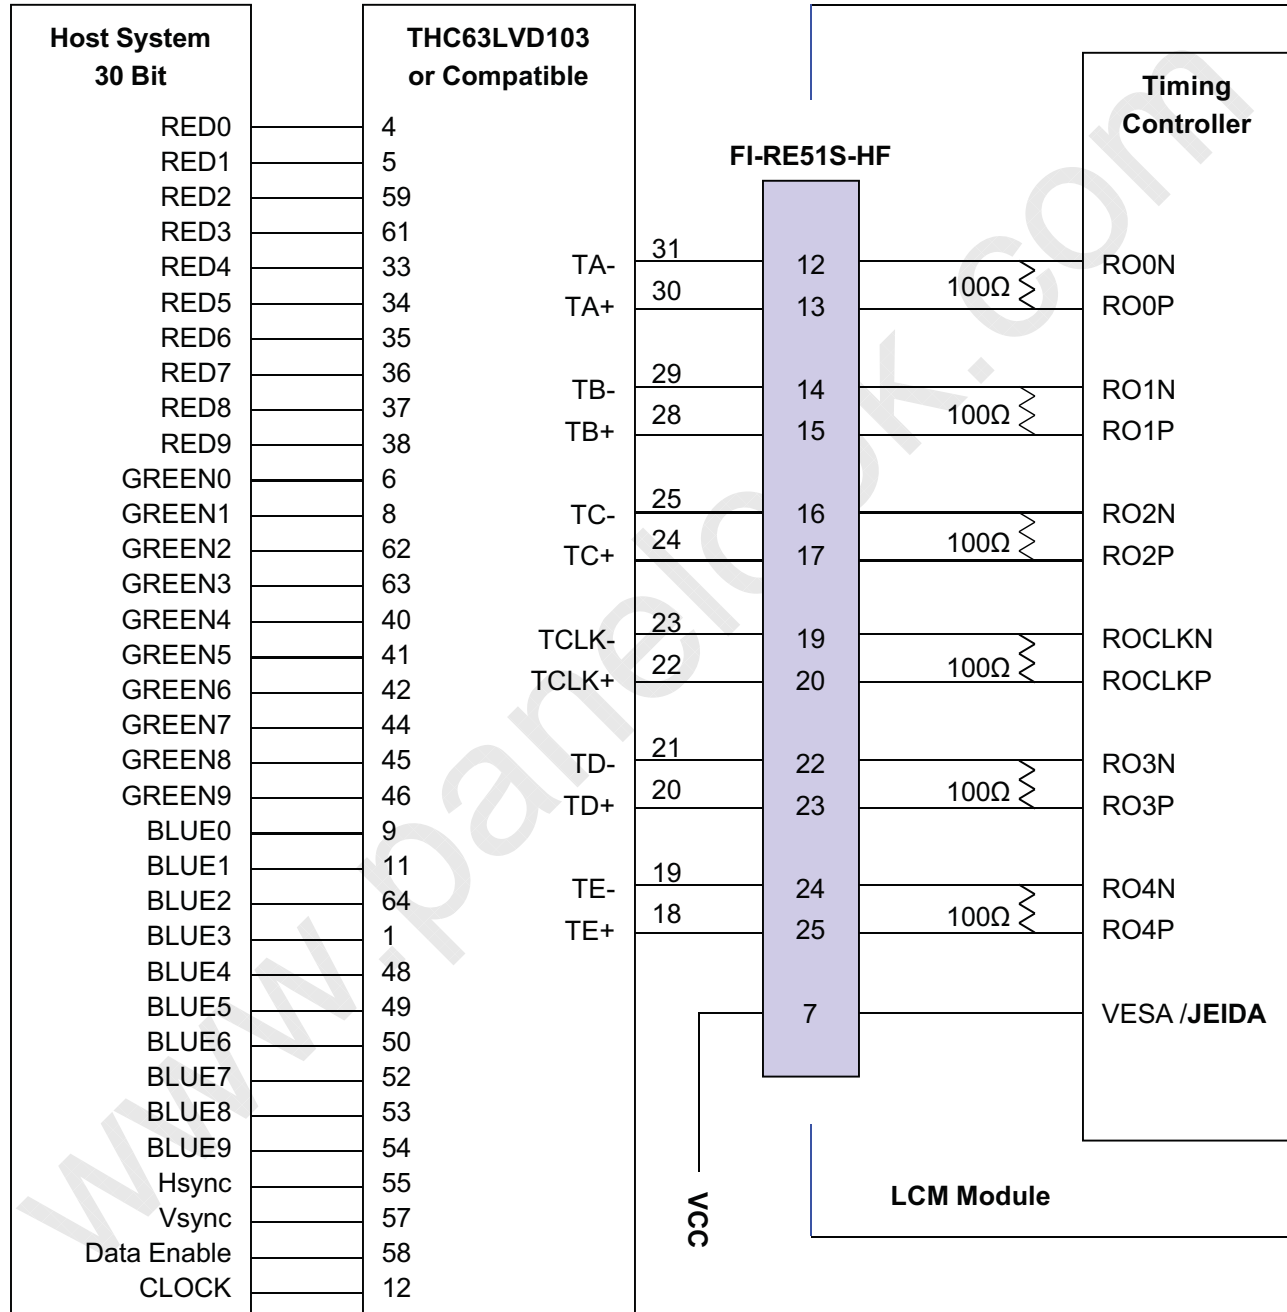 Host System
30 Bit
RED0
RED1
RED2
RED3
RED4
RED5
RED6
RED7
RED8
RED9
GREEN0
GREEN1
GREEN2
GREEN3
GREEN4
GREEN5
GREEN6
GREEN7
GREEN8
GREEN9
BLUE0
BLUE1
BLUE2
BLUE3
BLUE4
BLUE5
BLUE6
BLUE7
BLUE8
BLUE9
Hsync
Vsync
Data Enable
CLOCK
THC63LVD103
or Compatible
4
5
59
61
33
34
35
36
37
38
6
8
62
63
40
41
42
44
45
46
9
11
64
1
48
49
50
52
53
54
55
57
58
12
TA-
TA+
TB-
TB+
TC-
TC+
TCLK-
TCLK+
TD-
TD+
TE-
TE+
31
30
29
28
25
24
23
22
21
20
19
18
FI-RE51S-HF
12
13
14
15
16
17
19
20
22
23
24
25
7
VCC
100Ω
100Ω
100Ω
100Ω
100Ω
100Ω
Timing
Controller
RO0N
RO0P
RO1N
RO1P
RO2N
RO2P
ROCLKN
ROCLKP
RO3N
RO3P
RO4N
RO4P
VESA /JEIDA
LCM Module
www.panelook.com